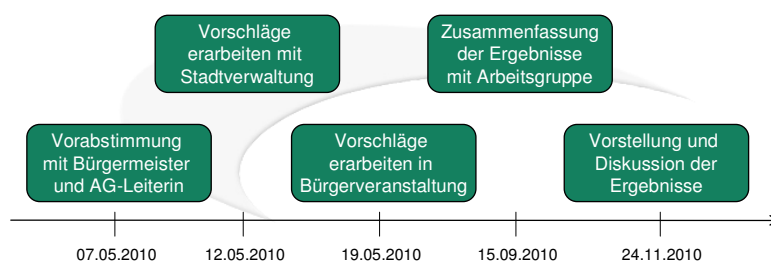 Vorschläge
erarbeiten mit
Stadtverwaltung
Zusammenfassung
der Ergebnisse
mit Arbeitsgruppe
Vorabstimmung
mit Bürgermeister
und AG-Leiterin
Vorschläge
erarbeiten in
Bürgerveranstaltung
Vorstellung und
Diskussion der
Ergebnisse
07.05.2010
12.05.2010
19.05.2010
15.09.2010
24.11.2010